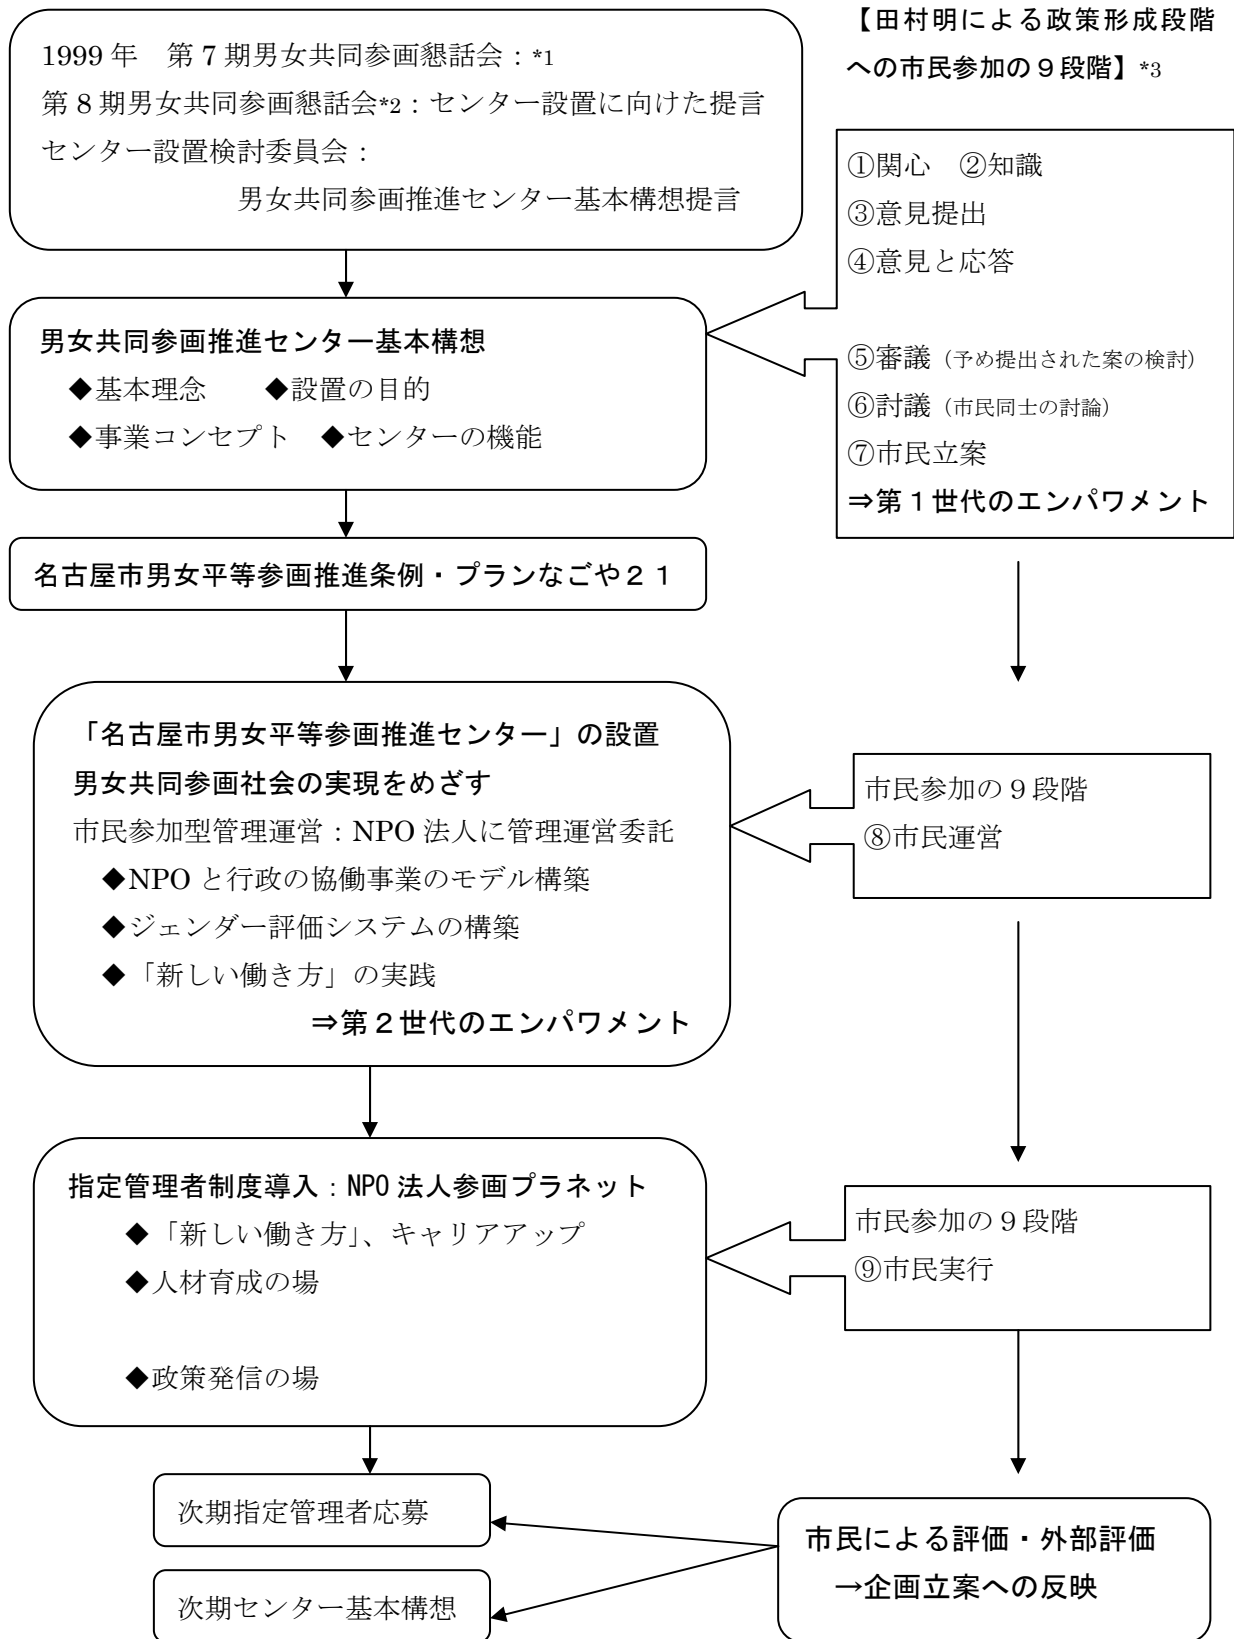 1999 年　第 7 期男女共同参画懇話会：*1
第 8 期男女共同参画懇話会*2：センター設置に向けた提言
センター設置検討委員会：
男女共同参画推進センター基本構想提言
男女共同参画推進センター基本構想
◆基本理念　　◆設置の目的
◆事業コンセプト　◆センターの機能
名古屋市男女平等参画推進条例・プランなごや２１
「名古屋市男女平等参画推進センター」の設置
男女共同参画社会の実現をめざす
市民参加型管理運営：NPO 法人に管理運営委託
◆NPO と行政の協働事業のモデル構築
◆ジェンダー評価システムの構築
◆「新しい働き方」の実践
⇒第２世代のエンパワメント
指定管理者制度導入：NPO 法人参画プラネット
◆「新しい働き方」、キャリアアップ
◆人材育成の場
◆政策発信の場
次期指定管理者応募
次期センター基本構想
【田村明による政策形成段階
への市民参加の９段階】*3
①関心　②知識
③意見提出
④意見と応答
⑤審議（予め提出された案の検討）
⑥討議（市民同士の討論）
⑦市民立案
⇒第１世代のエンパワメント
市民参加の 9 段階
⑧市民運営
市民参加の 9 段階
⑨市民実行
市民による評価・外部評価
→企画立案への反映